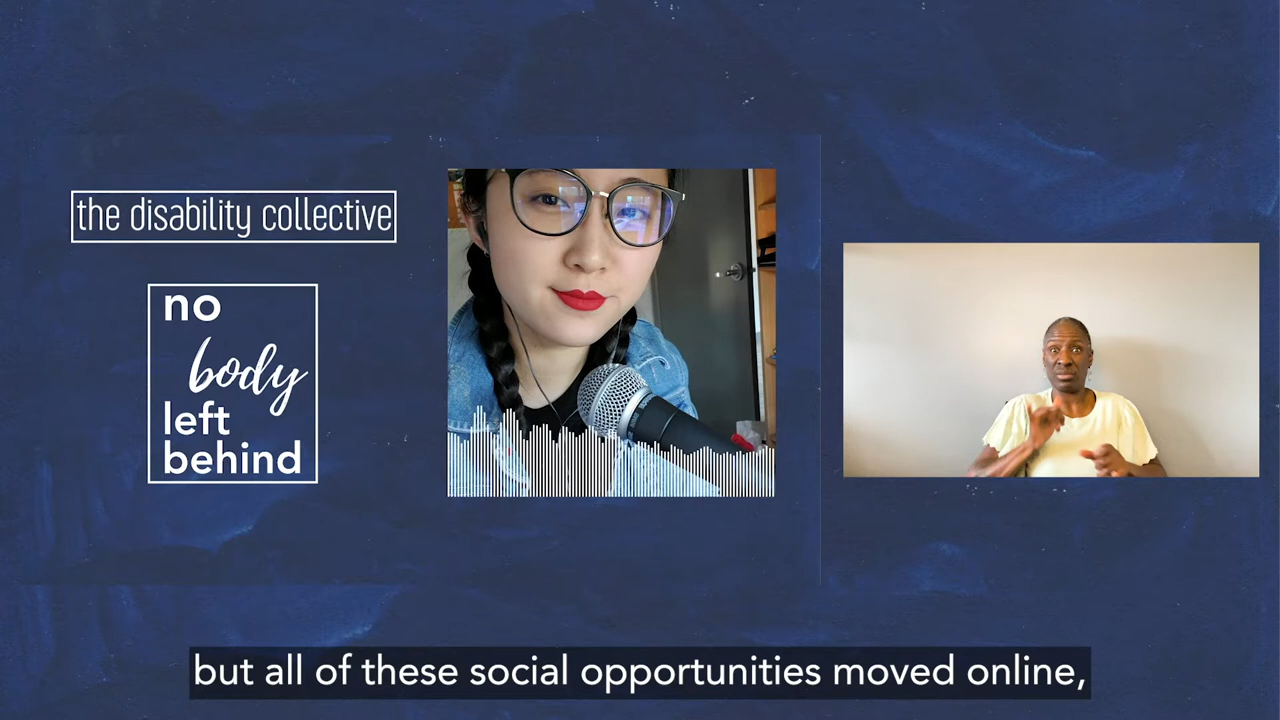 the disability collective
no
body
left
behind
but all of these social opportunities moved online,